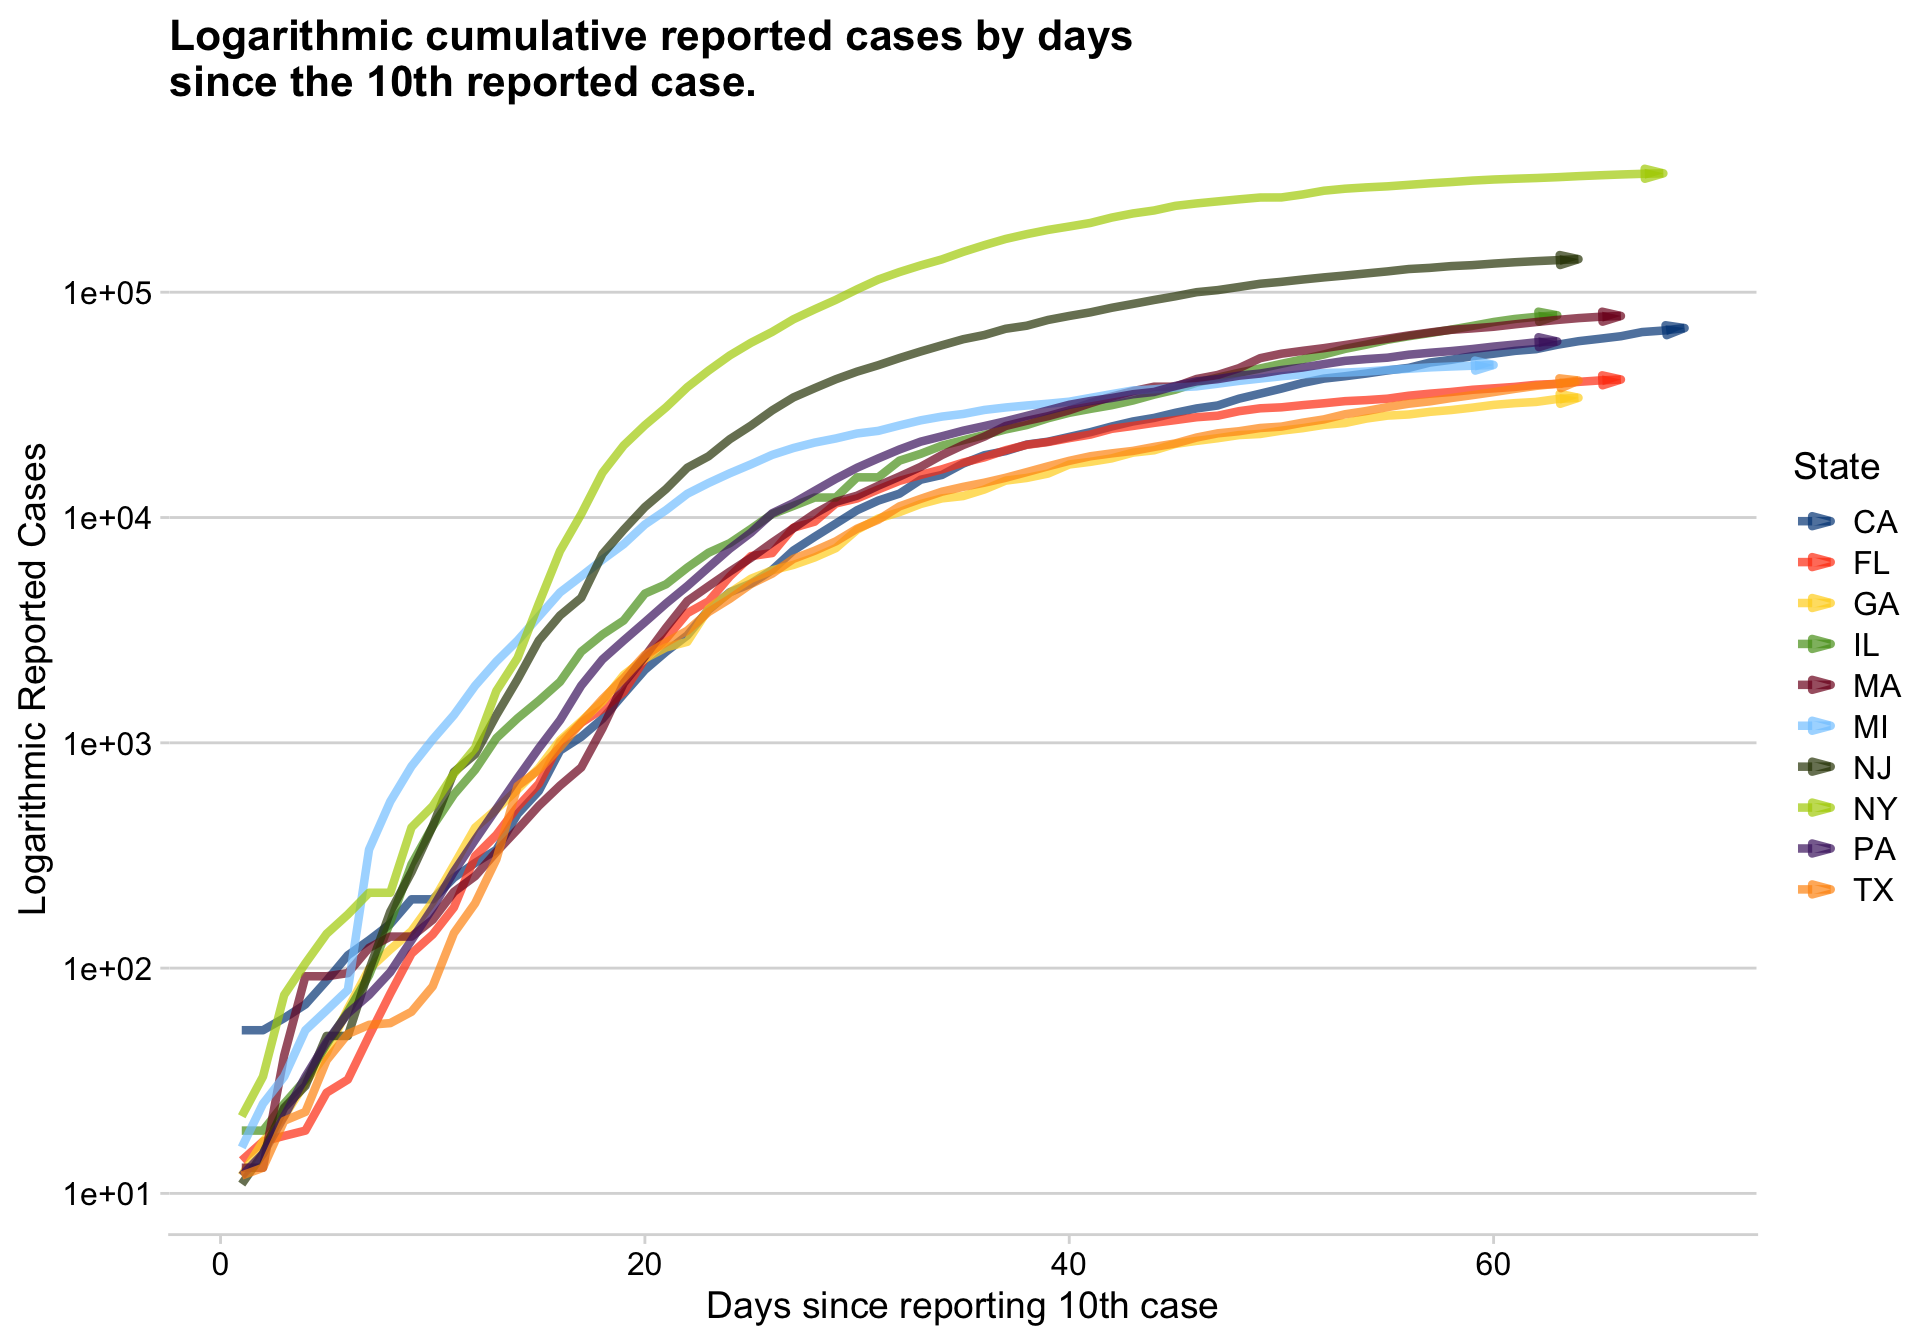 Logarithmic cumulative reported cases by days
since the 10th reported case.
Logarithmic Reported Cases
1e+05
1e+04
1e+03
1e+02
1e+01
0
20
40
60
Days since reporting 10th case
State
CA
FL
GA
IL
MA
MI
NJ
NY
PA
TX